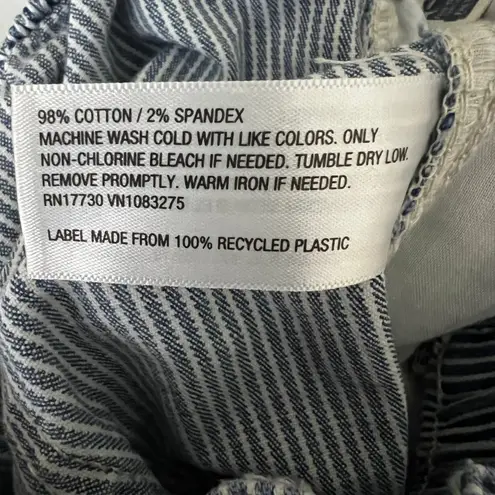 98% COTTON / 2% SPANDEX
MACHINE WASH COLD WITH LIKE COLORS. ONLY
NON-CHLORINE BLEACH IF NEEDED. TUMBLE DRY LOW.
REMOVE PROMPTLY. WARM IRON IF NEEDED.
RN17730 VN1083275
LABEL MADE FROM 100% RECYCLED PLASTIC